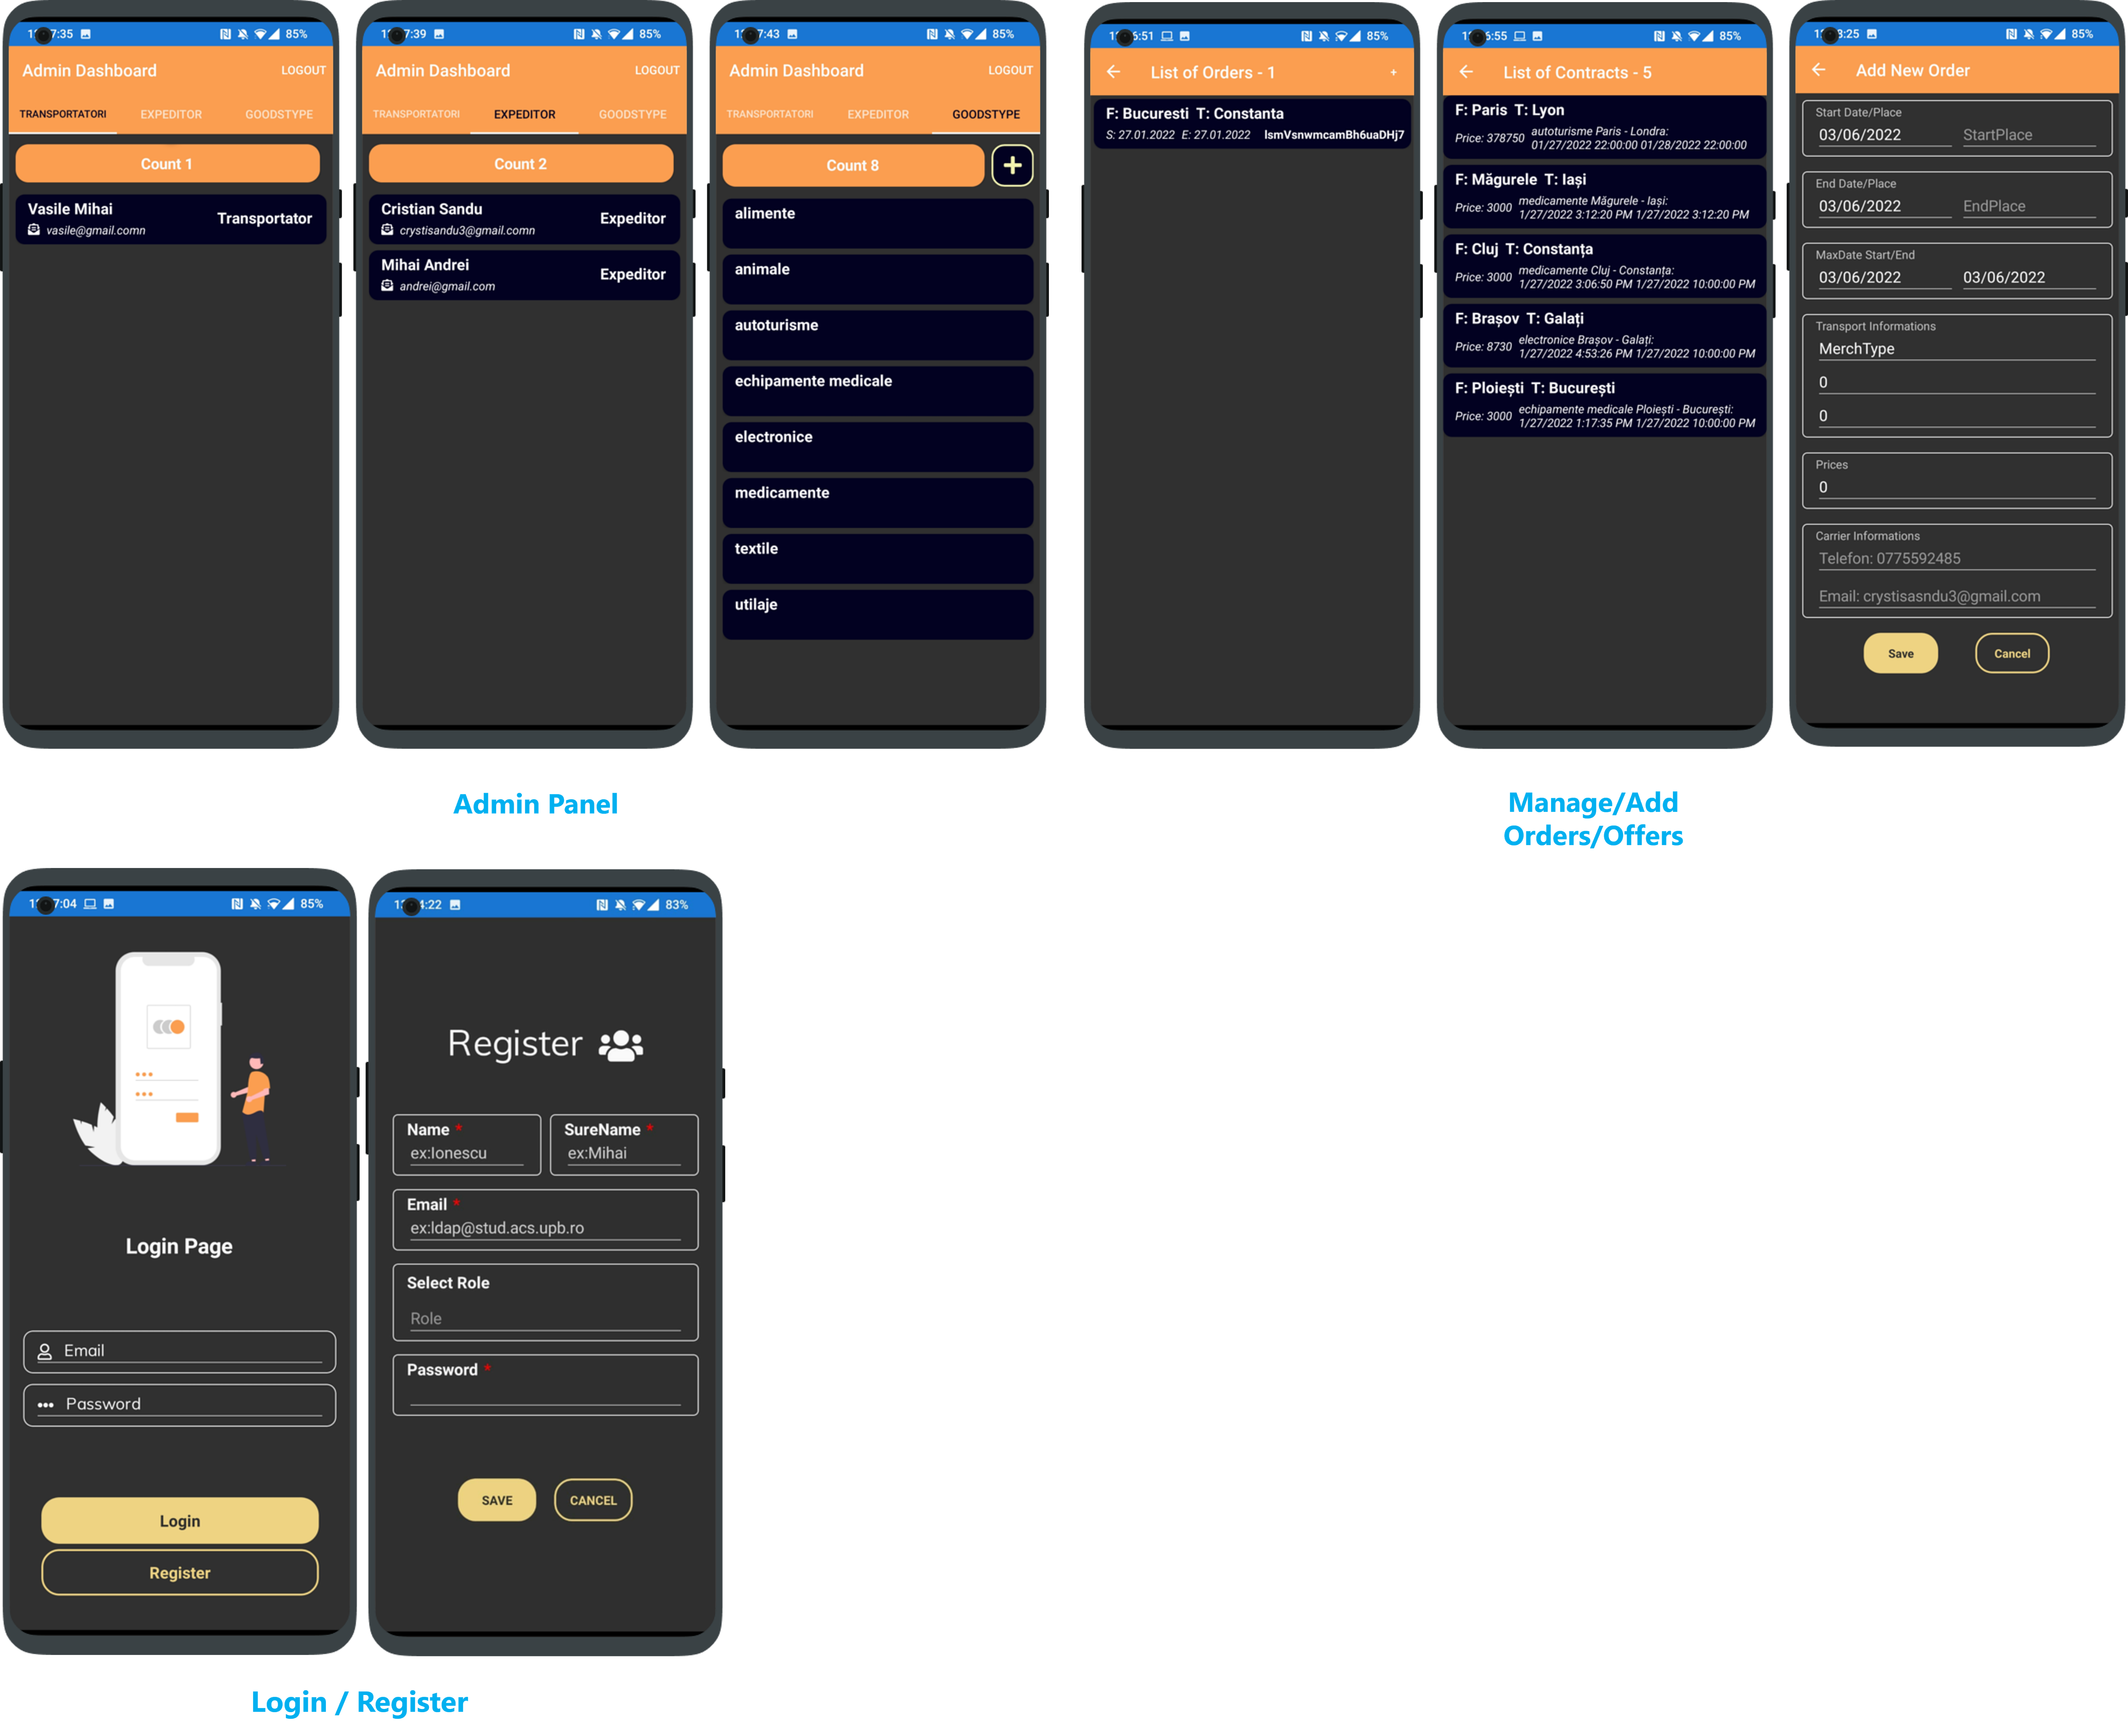 7:35 85%
Admin Dashboard LOGOUT
TRANSPORTATORI EXPEDITOR GOODSTYPE
Count 1
Vasile Mihai
Transportator
vasile@gmail.comn
7:39 85%
Admin Dashboard LOGOUT
TRANSPORTATORI EXPEDITOR GOODSTYPE
Count 2
Cristian Sandu
Expeditor
crystisandu3@gmail.comn
Mihai Andrei
Expeditor
andrei@gmail.com
7:43 85%
Admin Dashboard LOGOUT
TRANSPORTATORI EXPEDITOR GOODSTYPE
Count 8 +
alimente
animale
autoturisme
echipamente medicale
electronice
medicamente
textile
utilaje
Admin Panel
6:51 85%
List of Orders - 1 +
F: Bucuresti T: Constanta
S: 27.01.2022 E: 27.01.2022 lsmVsnwmcamBh6uaDHj7
6:55 85%
List of Contracts - 5
F: Paris T: Lyon
Price: 378750 autoturisme Paris - Londra:
01/27/2022 22:00:00 01/28/2022 22:00:00
F: Măgurele T: Iași
Price: 3000 medicamente Măgurele - Iași:
1/27/2022 3:12:20 PM 1/27/2022 3:12:20 PM
F: Cluj T: Constanța
Price: 3000 medicamente Cluj - Constanța:
1/27/2022 3:06:50 PM 1/27/2022 10:00:00 PM
F: Brașov T: Galați
Price: 8730 electronice Brașov - Galați:
1/27/2022 4:53:26 PM 1/27/2022 10:00:00 PM
F: Ploiești T: București
Price: 3000 echipamente medicale Ploiești - București:
1/27/2022 1:17:35 PM 1/27/2022 10:00:00 PM
3:25 85%
Add New Order
Start Date/Place
03/06/2022 StartPlace
End Date/Place
03/06/2022 EndPlace
MaxDate Start/End
03/06/2022 03/06/2022
Transport Informations
MerchType
0
0
Prices
0
Carrier Informations
Telefon: 0775592485
Email: crystisasndu3@gmail.com
Save Cancel
Manage/Add
Orders/Offers
7:04 85%
Login Page
Email
Password
Login
Register
4:22 83%
Register
Name * SureName *
ex:Ionescu ex:Mihai
Email *
ex:ldap@stud.acs.upb.ro
Select Role
Role
Password *
SAVE CANCEL
Login / Register